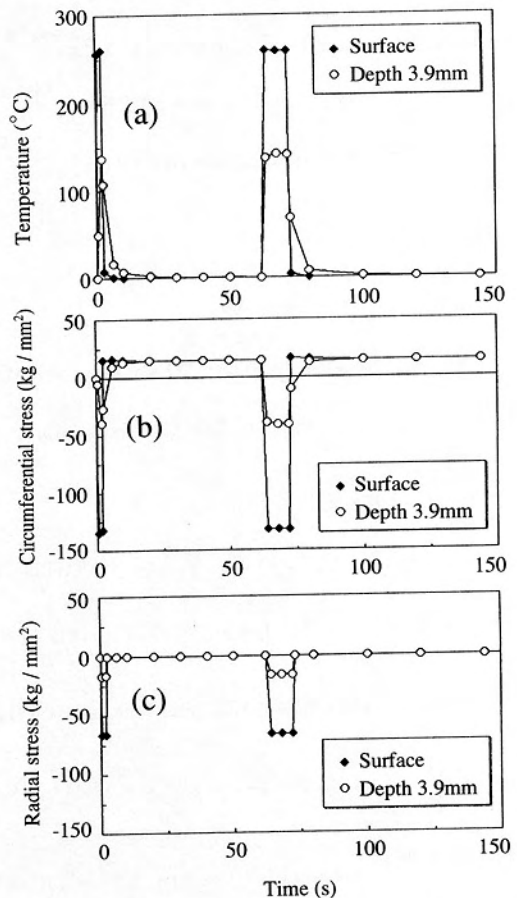 300
200
100
0
Temperature (°C)
(a)
Surface
Depth 3.9mm
0 50 100 150
50
0
-50
-100
-150
Circumferential stress (kg / mm²)
(b)
Surface
Depth 3.9mm
0 50 100 150
50
0
-50
-100
-150
Radial stress (kg / mm²)
(c)
Surface
Depth 3.9mm
0 50 100 150
Time (s)